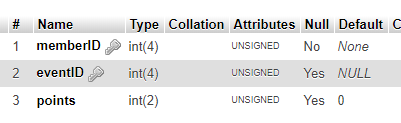 # Name Type Collation Attributes Null Default C
1 memberID int(4) UNSIGNED No None
2 eventID int(4) UNSIGNED Yes NULL
3 points int(2) UNSIGNED Yes 0